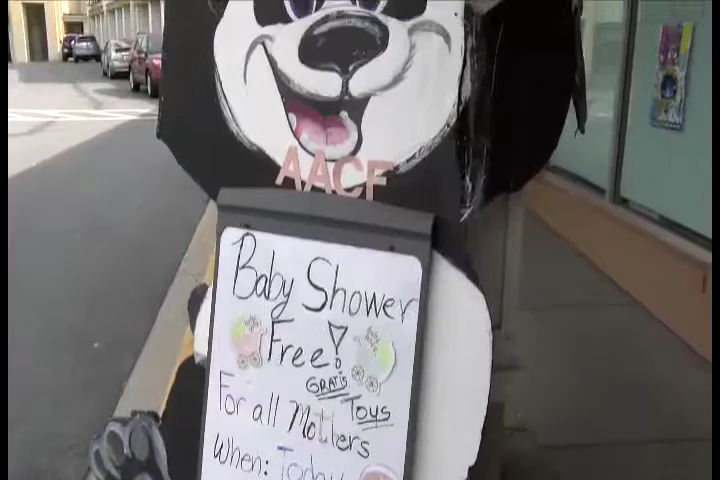 AACF
Baby Shower
Free!
GRATIS
Toys
For all Mothers
When: Today